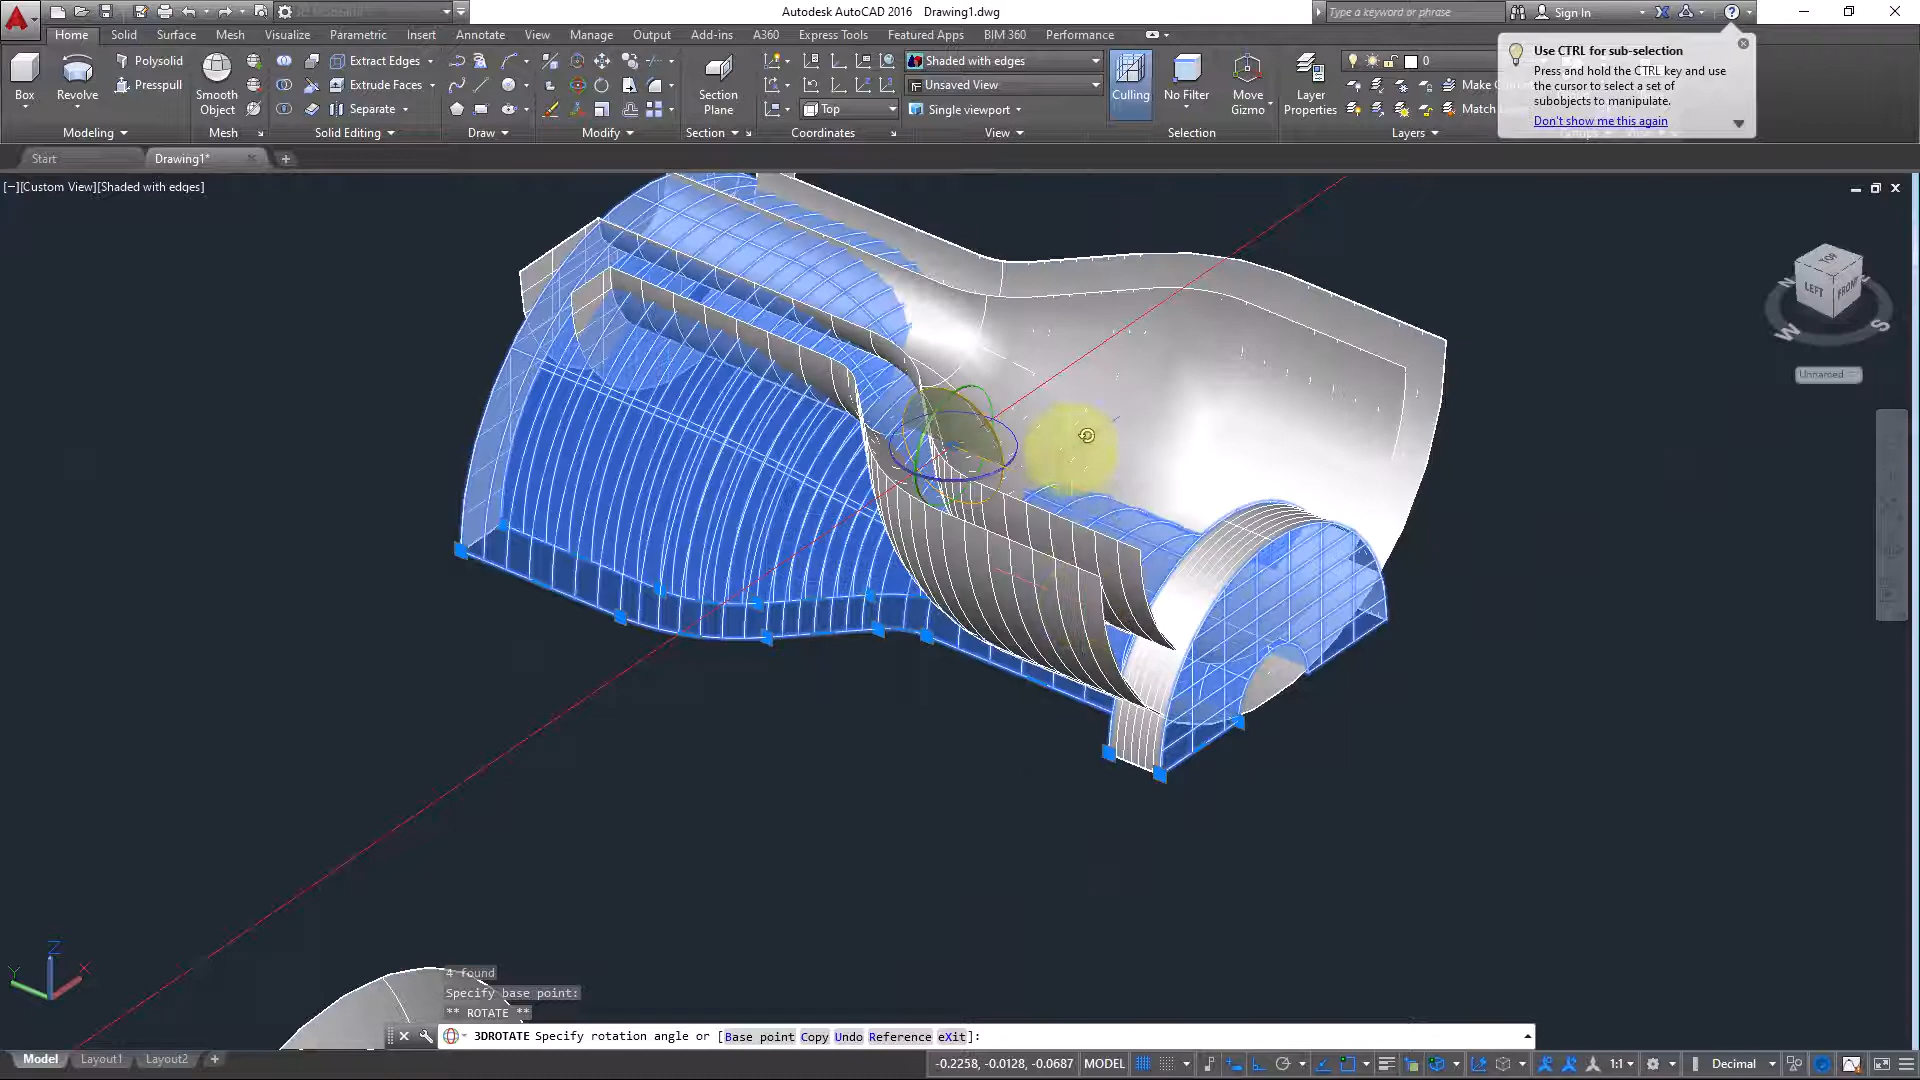 Autodesk AutoCAD 2016 Drawing1.dwg
Type a keyword or phrase
Sign In
Home Solid Surface Mesh Visualize Parametric Insert Annotate View Manage Output Add-ins A360 Express Tools Featured Apps BIM 360 Performance
Box
Revolve
Polysolid
Presspull
Modeling
Smooth
Object
Mesh
Extract Edges
Extrude Faces
Separate
Solid Editing
Draw
Modify
Section
Plane
Section
Top
Coordinates
Shaded with edges
Unsaved View
Single viewport
View
Culling
No Filter
Move
Gizmo
Selection
Layer
Properties
0
Layers
Use CTRL for sub-selection
Press and hold the CTRL key and use
the cursor to select a set of
subobjects to manipulate.
Don't show me this again
Start
Drawing1*
[−][Custom View][Shaded with edges]
TOP
LEFT
FRONT
N
W
S
Unnamed
Z
Y
X
4 found
Specify base point:
** ROTATE **
3DROTATE Specify rotation angle or [Base point Copy Undo Reference eXit]:
Model Layout1 Layout2
-0.2258, -0.0128, -0.0687 MODEL
1:1
Decimal